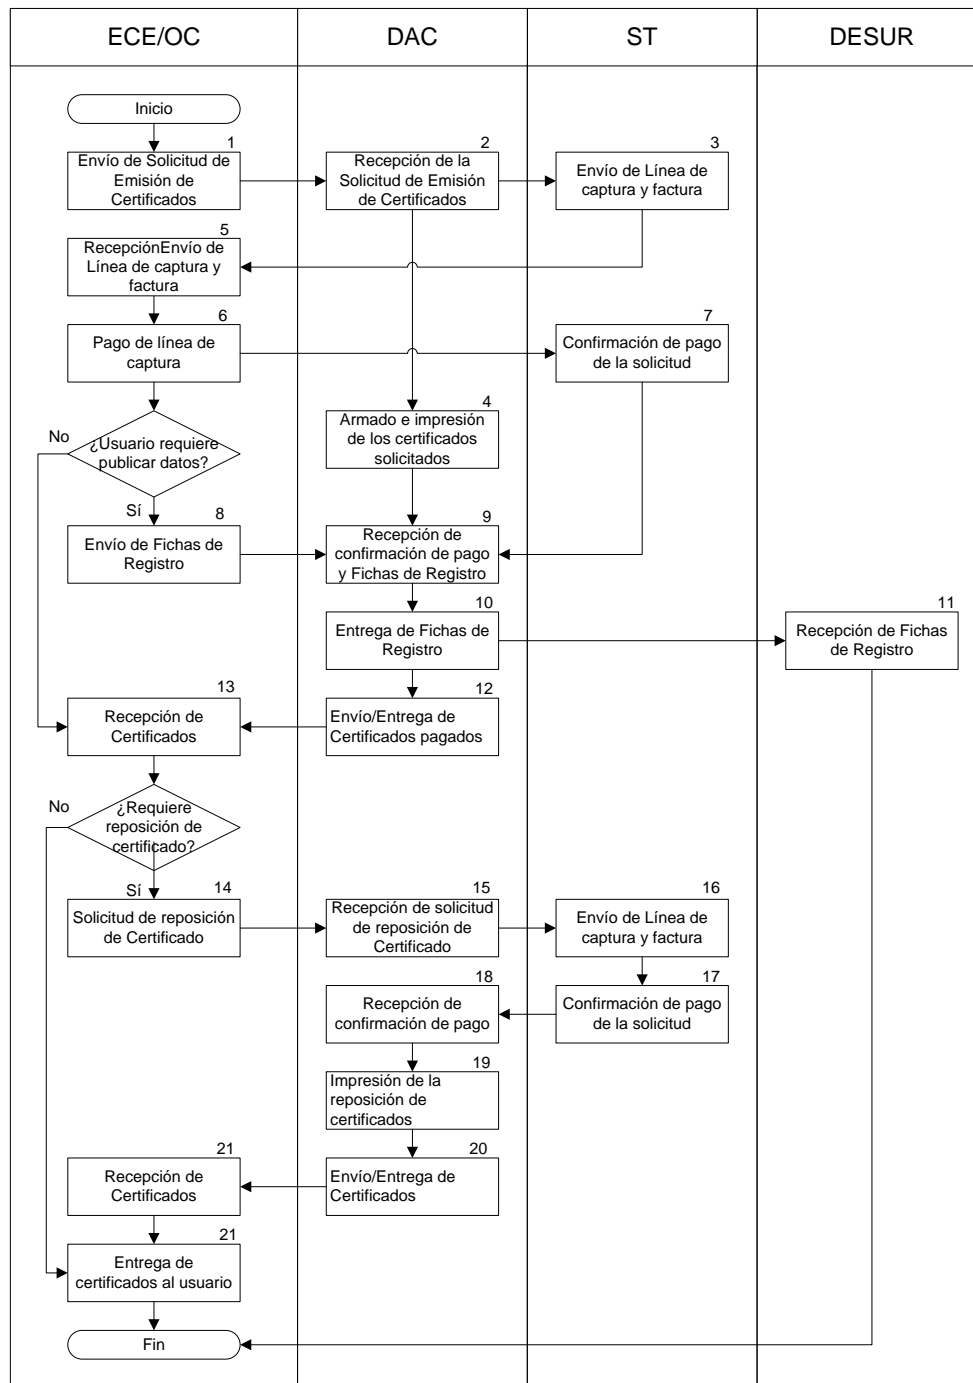 ECE/OC
DAC
ST
DESUR
Inicio
1
Envío de Solicitud de
Emisión de
Certificados
2
Recepción de la
Solicitud de Emisión
de Certificados
3
Envío de Línea de
captura y factura
5
RecepciónEnvío de
Línea de captura y
factura
6
Pago de línea de
captura
7
Confirmación de pago
de la solicitud
4
Armado e impresión
de los certificados
solicitados
No
¿Usuario requiere
publicar datos?
Sí
8
Envío de Fichas de
Registro
9
Recepción de
confirmación de pago
y Fichas de Registro
10
Entrega de Fichas de
Registro
11
Recepción de Fichas
de Registro
13
Recepción de
Certificados
12
Envío/Entrega de
Certificados pagados
No
¿Requiere
reposición de
certificado?
Sí
14
Solicitud de reposición
de Certificado
15
Recepción de solicitud
de reposición de
Certificado
16
Envío de Línea de
captura y factura
18
Recepción de
confirmación de pago
17
Confirmación de pago
de la solicitud
19
Impresión de la
reposición de
certificados
21
Recepción de
Certificados
20
Envío/Entrega de
Certificados
21
Entrega de
certificados al usuario
Fin